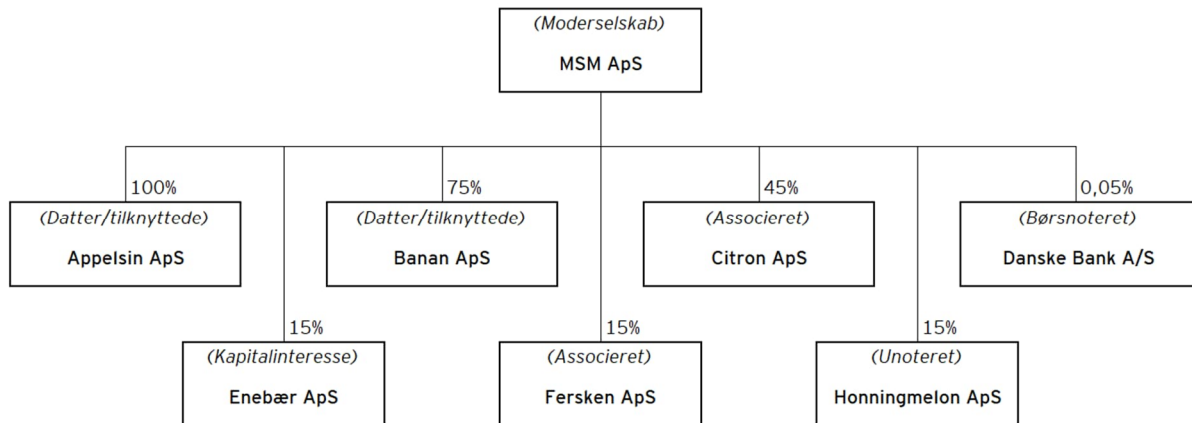 (Moderselskab)
MSM ApS
100%
75%
45%
0,05%
(Datter/tilknyttede)
Appelsin ApS
(Datter/tilknyttede)
Banan ApS
(Associeret)
Citron ApS
(Børsnoteret)
Danske Bank A/S
15%
15%
15%
(Kapitalinteresse)
Enebær ApS
(Associeret)
Fersken ApS
(Unoteret)
Honningmelon ApS